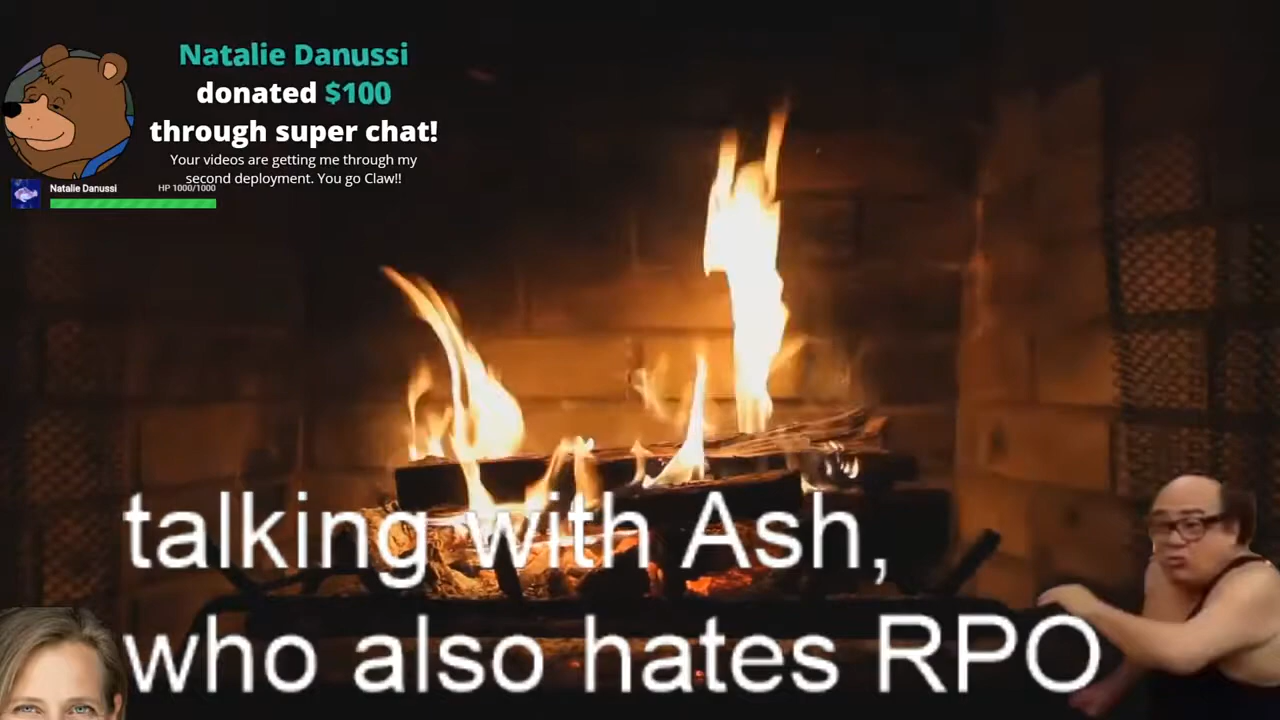 Natalie Danussi
donated $100
through super chat!
Your videos are getting me through my
second deployment. You go Claw!!
Natalie Danussi HP 1000/1000
talking with Ash,
who also hates RPO